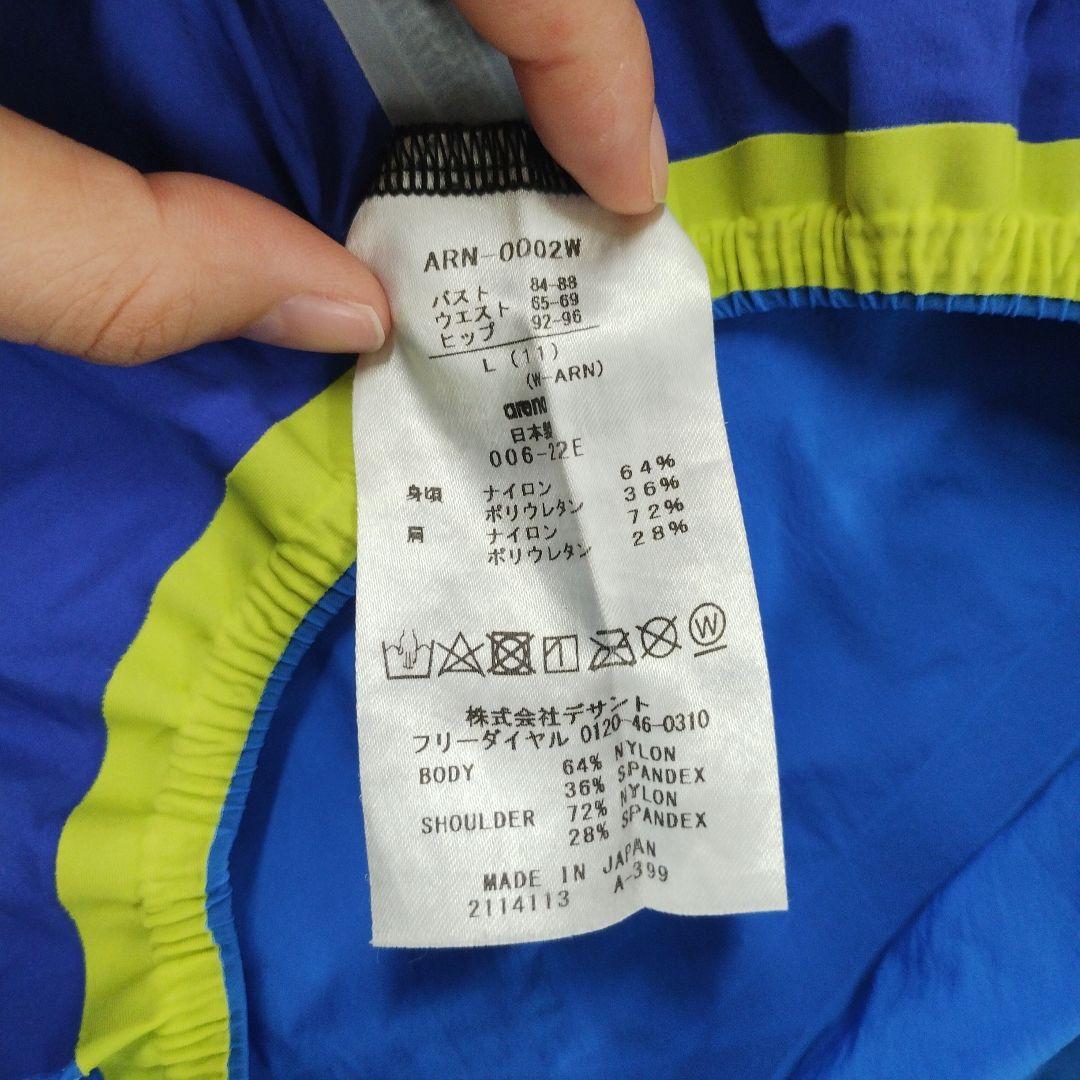 ARN-0002W
バスト 84-88
ウエスト 65-69
ヒップ 92-96
L (11)
(W-ARN)
arena
日本製
006-22E
身頃 ナイロン 64%
ポリウレタン 36%
肩 ナイロン 72%
ポリウレタン 28%
W
株式会社デサント
フリーダイヤル 0120-46-0310
BODY 64% NYLON
36% SPANDEX
SHOULDER 72% NYLON
28% SPANDEX
MADE IN JAPAN
2114113 A-399